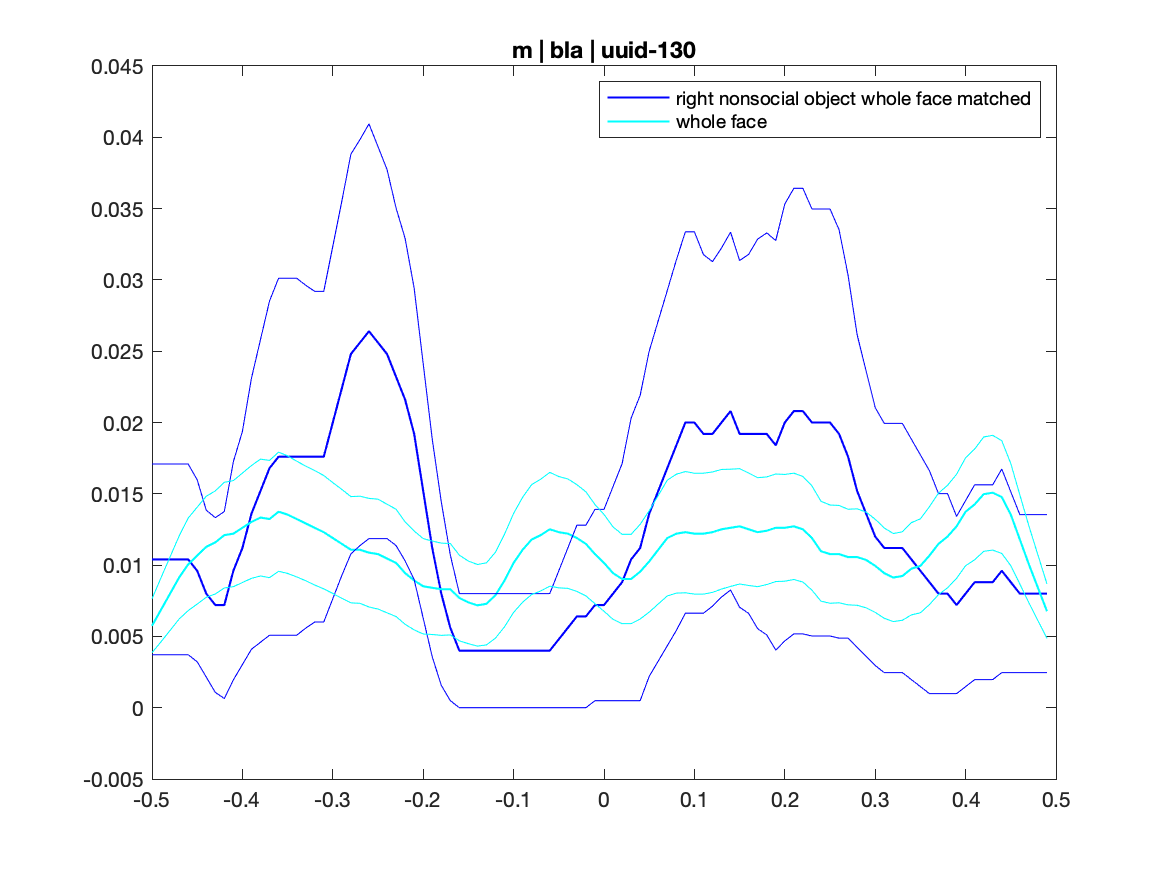 m | bla | uuid-130
right nonsocial object whole face matched
whole face
0.045
0.04
0.035
0.03
0.025
0.02
0.015
0.01
0.005
0
-0.005
-0.5 -0.4 -0.3 -0.2 -0.1 0 0.1 0.2 0.3 0.4 0.5